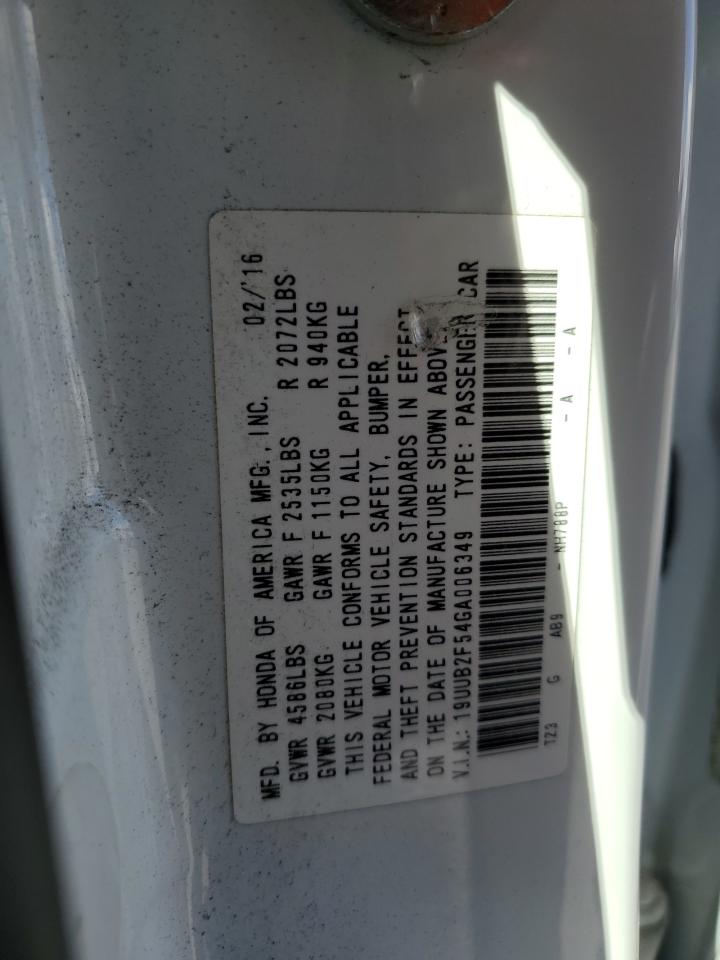 MFD. BY HONDA OF AMERICA MFG., INC. 02/'16
GVWR 4586LBS GAWR F 2535LBS R 2072LBS
GVWR 2080KG GAWR F 1150KG R 940KG
THIS VEHICLE CONFORMS TO ALL APPLICABLE
FEDERAL MOTOR VEHICLE SAFETY, BUMPER,
AND THEFT PREVENTION STANDARDS IN EFFECT
ON THE DATE OF MANUFACTURE SHOWN ABOVE.
V.I.N.: 19UUB2F54GA006349 TYPE: PASSENGER CAR
TZ3 G AB9 - NH788P - A - A